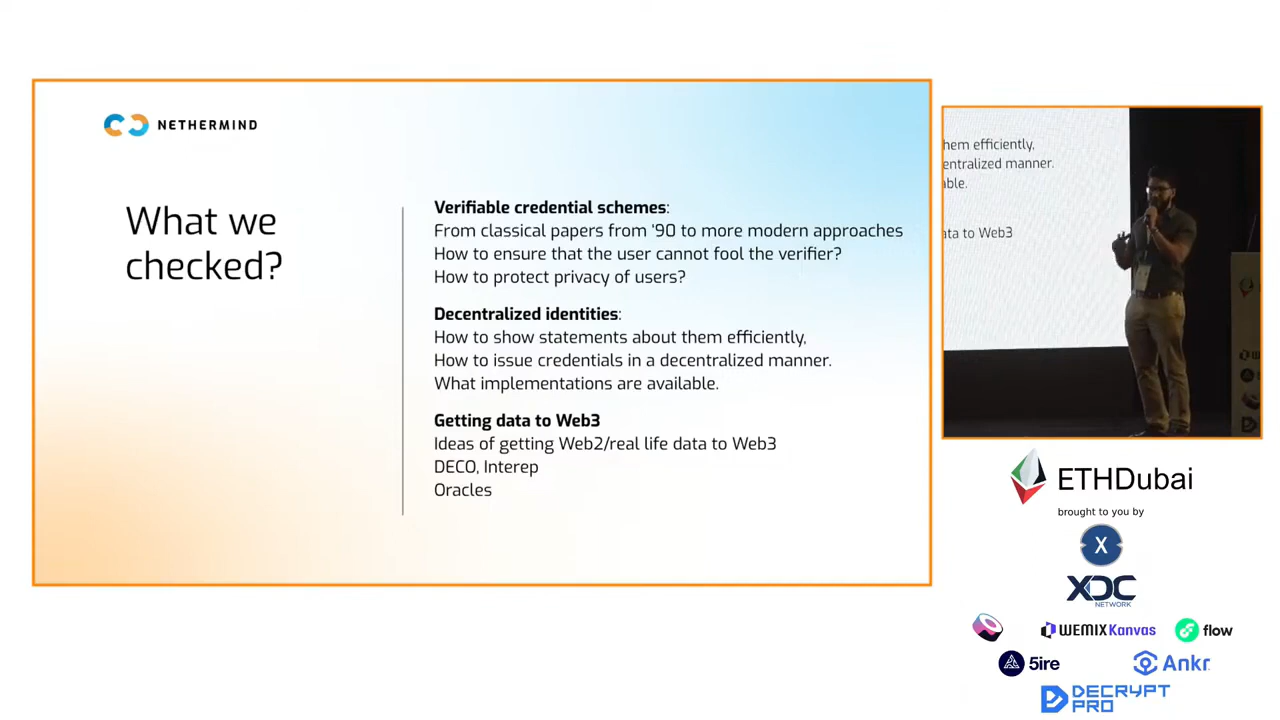 NETHERMIND
What we
checked?
Verifiable credential schemes:
From classical papers from ‘90 to more modern approaches
How to ensure that the user cannot fool the verifier?
How to protect privacy of users?
Decentralized identities:
How to show statements about them efficiently,
How to issue credentials in a decentralized manner.
What implementations are available.
Getting data to Web3
Ideas of getting Web2/real life data to Web3
DECO, Interep
Oracles
hem efficiently,
entralized manner.
able.
ata to Web3
ETHDubai
brought to you by
X
XDC
NETWORK
WEMIXKanvas
flow
5ire
Ankr
DECRYPT
PRO